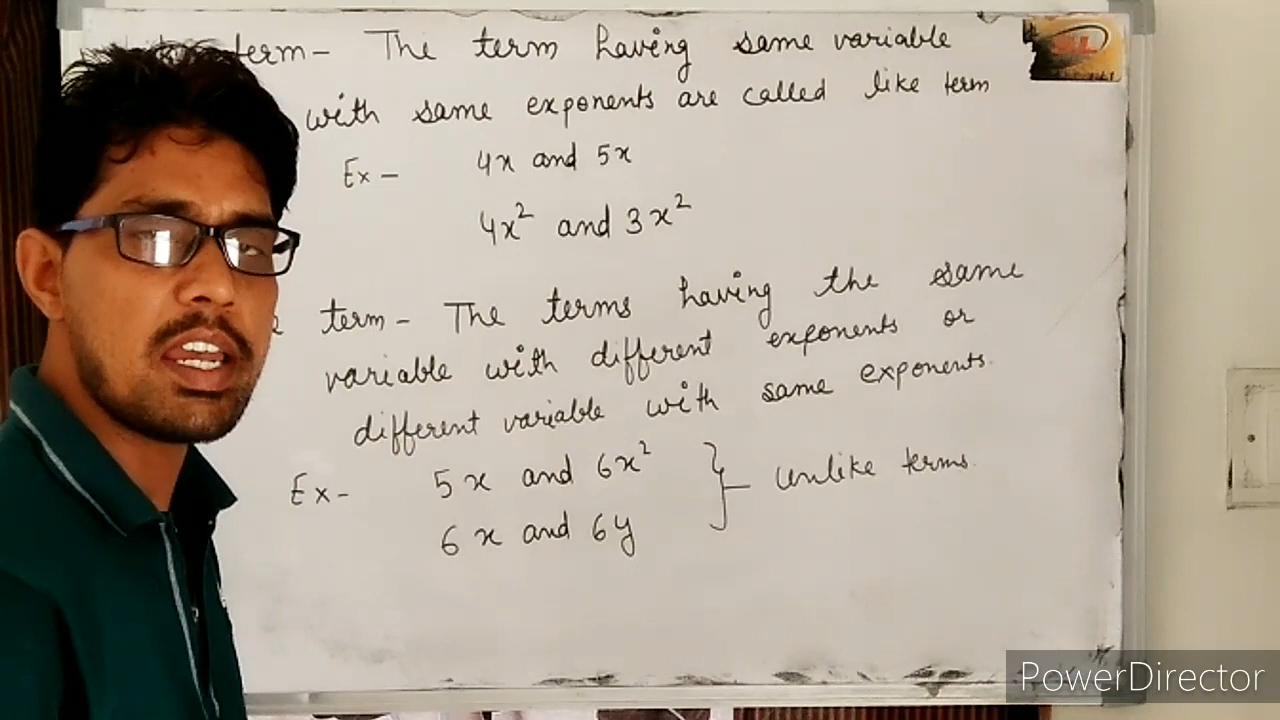 term - The term having same variable
with same exponents are called like term
Ex - 4x and 5x
4x² and 3x²
term - The terms having the same
variable with different exponents or
different variable with same exponents.
Ex - 5x and 6x²
} - unlike terms.
6x and 6y
PowerDirector